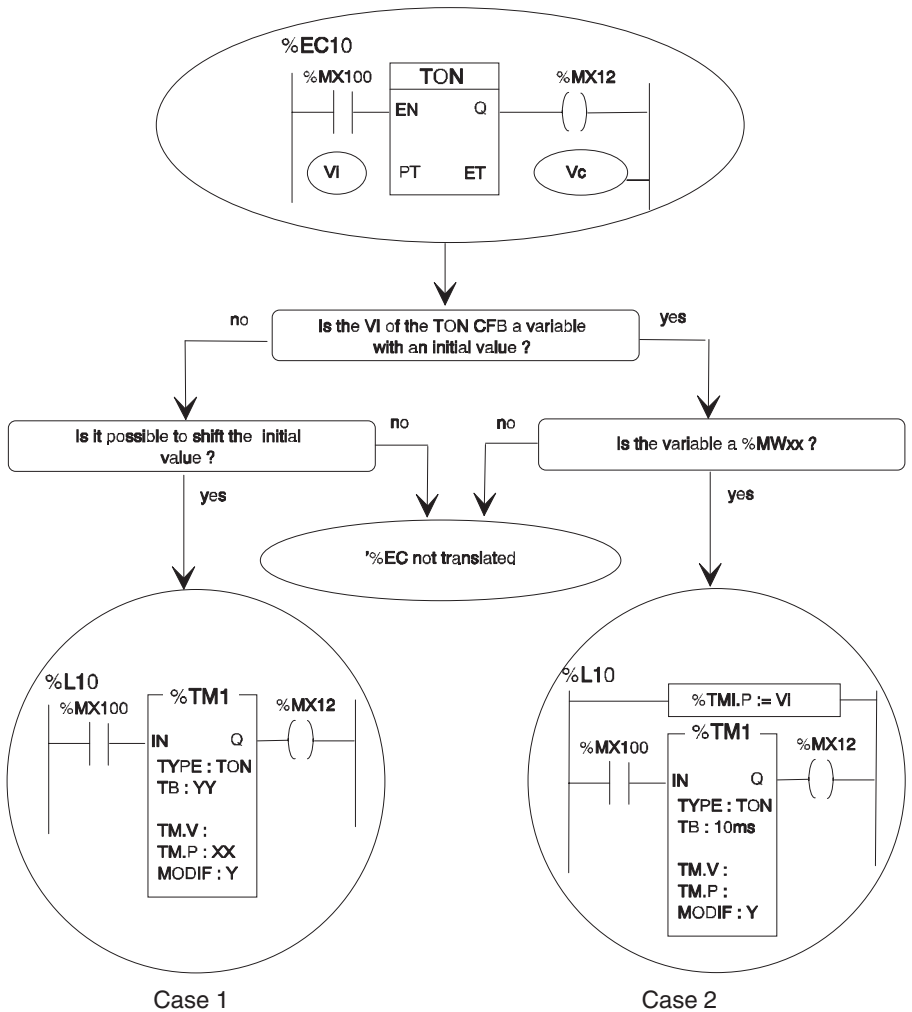 %EC10
%MX100
TON
%MX12
EN
Q
VI
PT
ET
Vc
no
Is the VI of the TON CFB a variable
with an initial value ?
yes
Is it possible to shift the initial
value ?
no
no
Is the variable a %MWxx ?
yes
yes
'%EC not translated
%L10
%MX100
%TM1
%MX12
IN
Q
TYPE : TON
TB : YY
TM.V :
TM.P : XX
MODIF : Y
%L10
%TMI.P := VI
%MX100
%TM1
%MX12
IN
Q
TYPE : TON
TB : 10ms
TM.V :
TM.P :
MODIF : Y
Case 1
Case 2